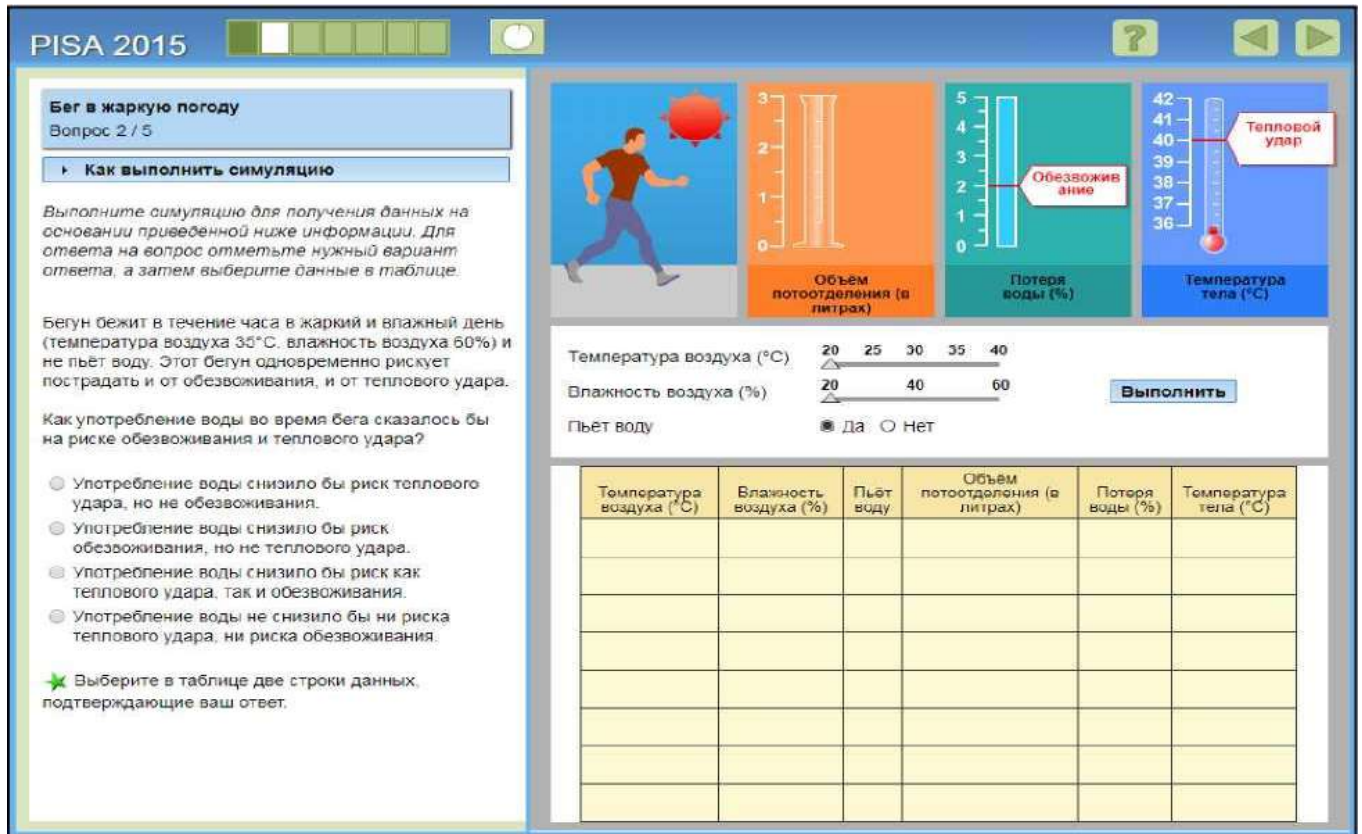 PISA 2015
?
Бег в жаркую погоду
Вопрос 2 / 5
Как выполнить симуляцию
Выполните симуляцию для получения данных на
основании приведённой ниже информации. Для
ответа на вопрос отметьте нужный вариант
ответа, а затем выберите данные в таблице.
Бегун бежит в течение часа в жаркий и влажный день
(температура воздуха 35°C, влажность воздуха 60%) и
не пьёт воду. Этот бегун одновременно рискует
пострадать и от обезвоживания, и от теплового удара.
Как употребление воды во время бега сказалось бы
на риске обезвоживания и теплового удара?
Употребление воды снизило бы риск теплового
удара, но не обезвоживания.
Употребление воды снизило бы риск
обезвоживания, но не теплового удара.
Употребление воды снизило бы риск как
теплового удара, так и обезвоживания.
Употребление воды не снизило бы ни риска
теплового удара, ни риска обезвоживания.
Выберите в таблице две строки данных,
подтверждающие ваш ответ.
3
2
1
0
Объём
потоотделения (в
литрах)
5
4
3
2
1
0
Обезвожив
ание
Потеря
воды (%)
42
41
40
39
38
37
36
Тепловой
удар
Температура
тела (°C)
Температура воздуха (°C) 20 25 30 35 40
Влажность воздуха (%) 20 40 60
Выполнить
Пьёт воду Да Нет
Температура
воздуха (°C)
Влажность
воздуха (%)
Пьёт
воду
Объём
потоотделения (в
литрах)
Потеря
воды (%)
Температура
тела (°C)